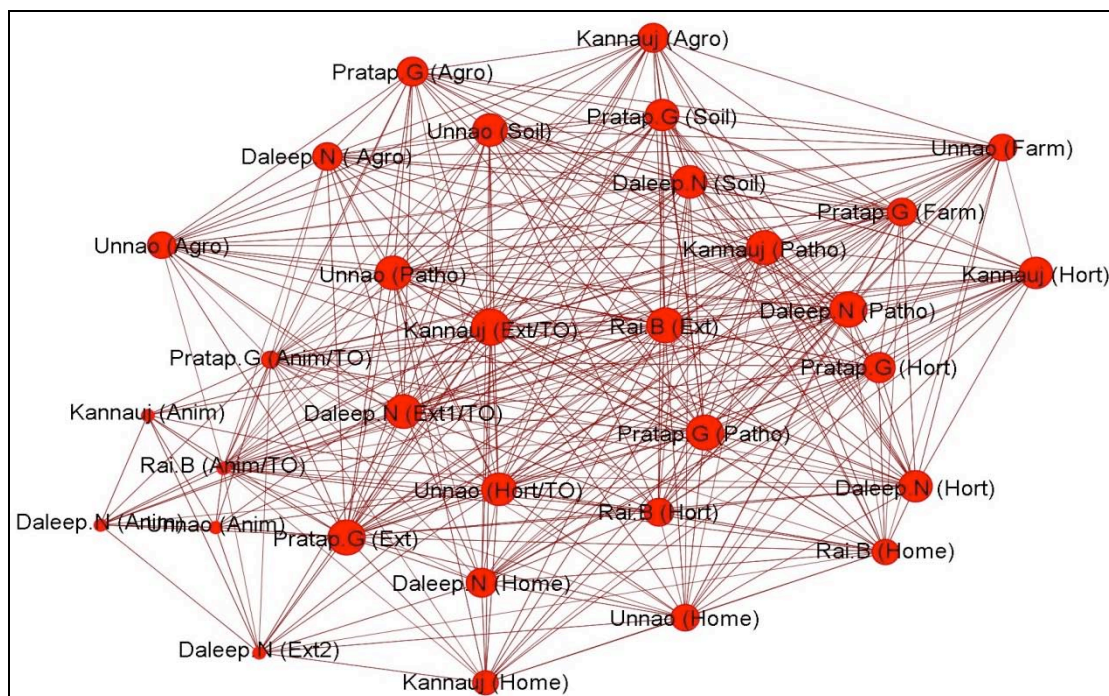 Kannauj (Agro)
Pratap.G (Agro)
Pratap.G (Soil)
Unnao (Soil)
Unnao (Farm)
Daleep.N ( Agro)
Daleep.N (Soil)
Pratap.G (Farm)
Unnao (Agro)
Kannauj (Patho)
Unnao (Patho)
Kannauj (Hort)
Daleep.N (Patho)
Kannauj (Ext/TO)
Rai.B (Ext)
Pratap.G (Anim/TO)
Pratap.G (Hort)
Kannauj (Anim)
Daleep.N (Ext1/TO)
Pratap.G (Patho)
Rai.B (Anim/TO)
Unnao (Hort/TO)
Daleep.N (Hort)
Rai.B (Hort)
Daleep.N (Anim)
Unnao (Anim)
Pratap.G (Ext)
Rai.B (Home)
Daleep.N (Home)
Unnao (Home)
Daleep.N (Ext2)
Kannauj (Home)